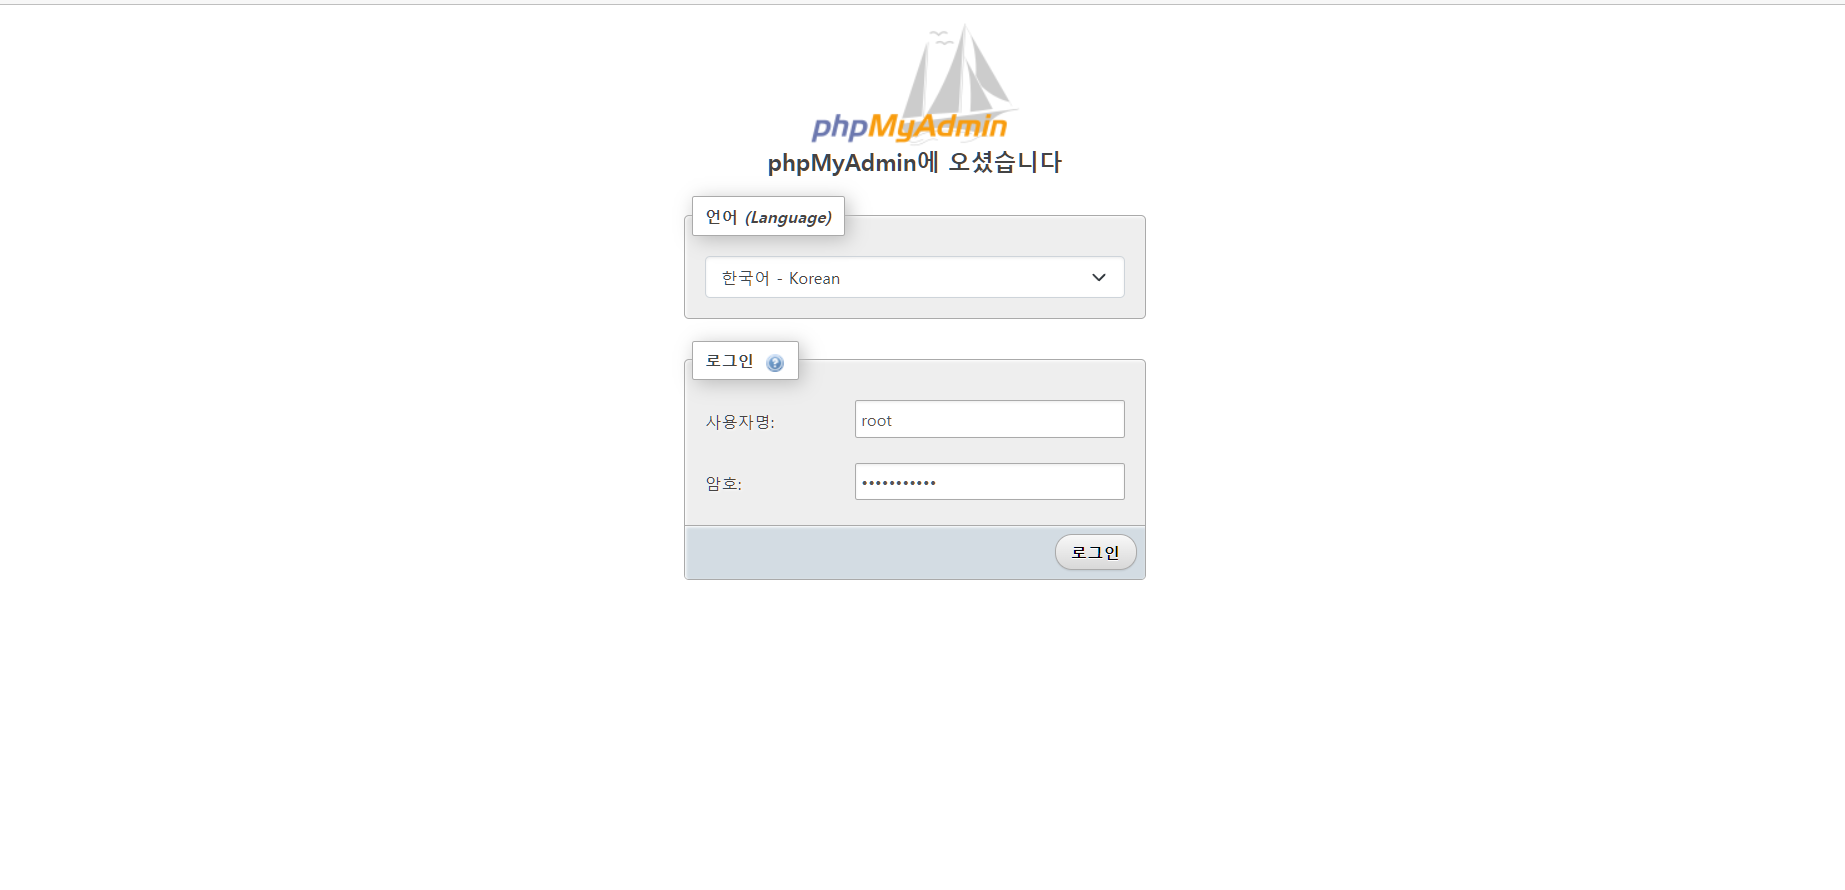 phpMyAdmin
phpMyAdmin에 오셨습니다
언어 (Language)
한국어 - Korean
로그인
사용자명: root
암호: •••••••••••
로그인